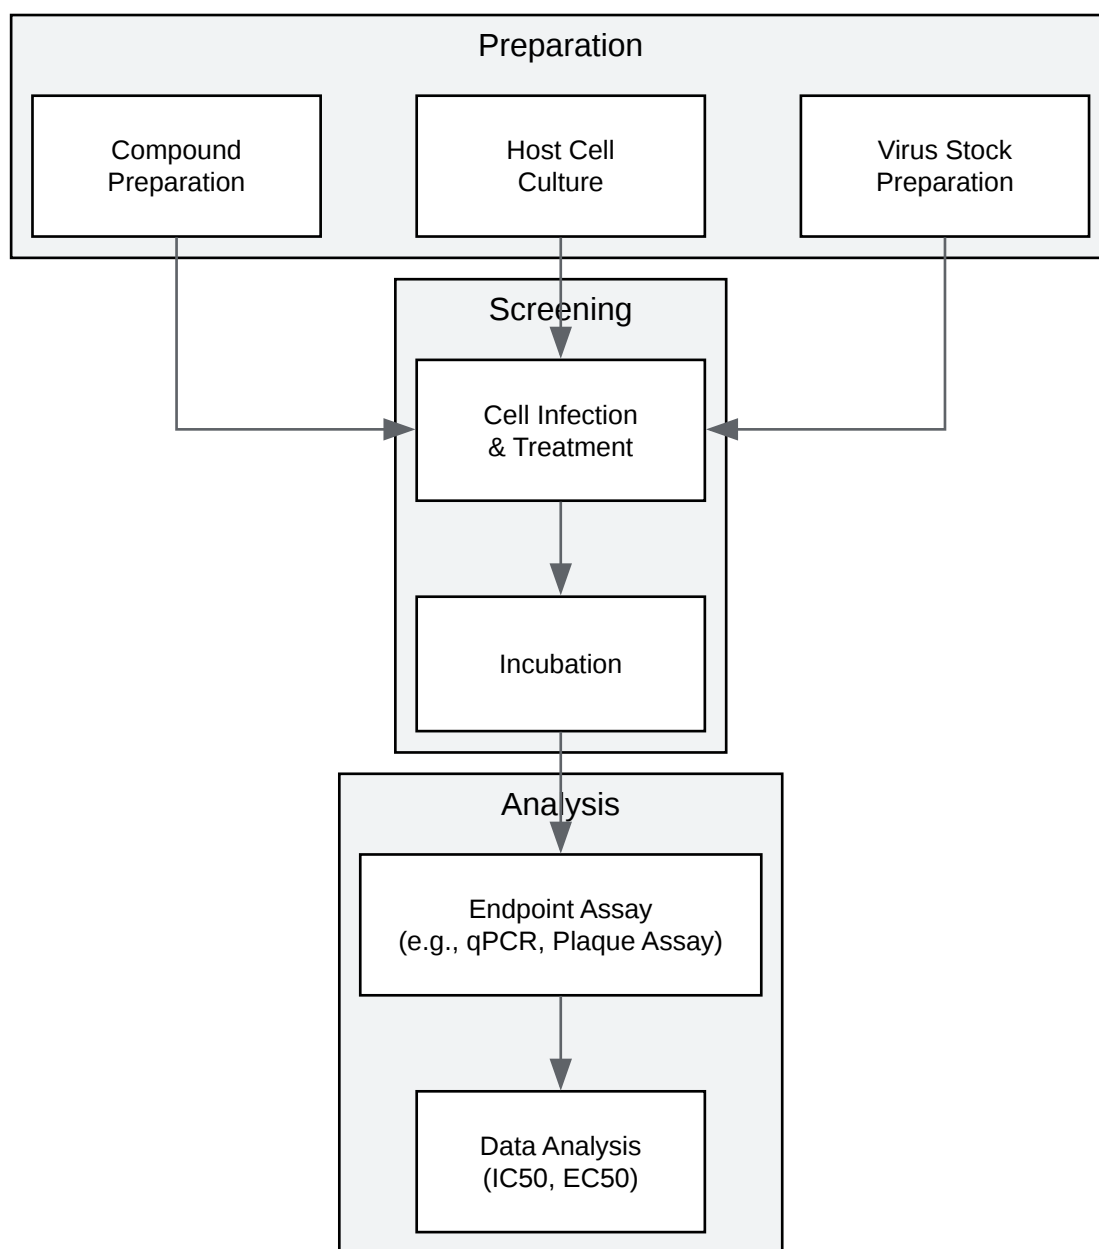 Preparation
Compound
Preparation
Host Cell
Culture
Virus Stock
Preparation
Screening
Cell Infection
& Treatment
Incubation
Analysis
Endpoint Assay
(e.g., qPCR, Plaque Assay)
Data Analysis
(IC50, EC50)